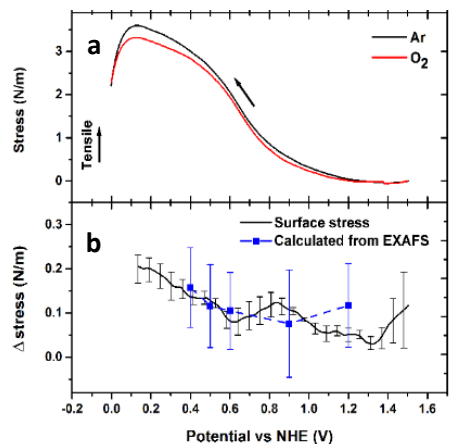 a
Ar
O₂
Stress (N/m)
Tensile
3
2
1
0
b
Surface stress
Calculated from EXAFS
Δ stress (N/m)
0.3
0.2
0.1
0.0
-0.2 0.0 0.2 0.4 0.6 0.8 1.0 1.2 1.4 1.6
Potential vs NHE (V)